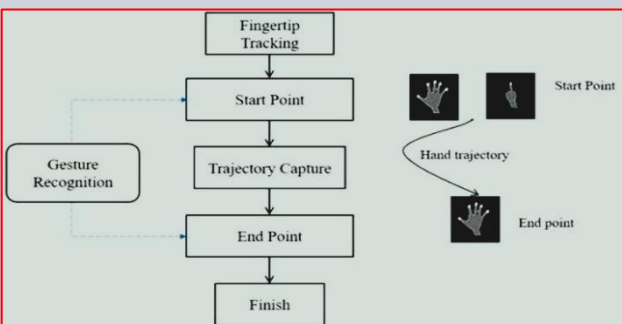 Fingertip
Tracking
Start Point
Gesture
Recognition
Trajectory Capture
End Point
Finish
Start Point
Hand trajectory
End point